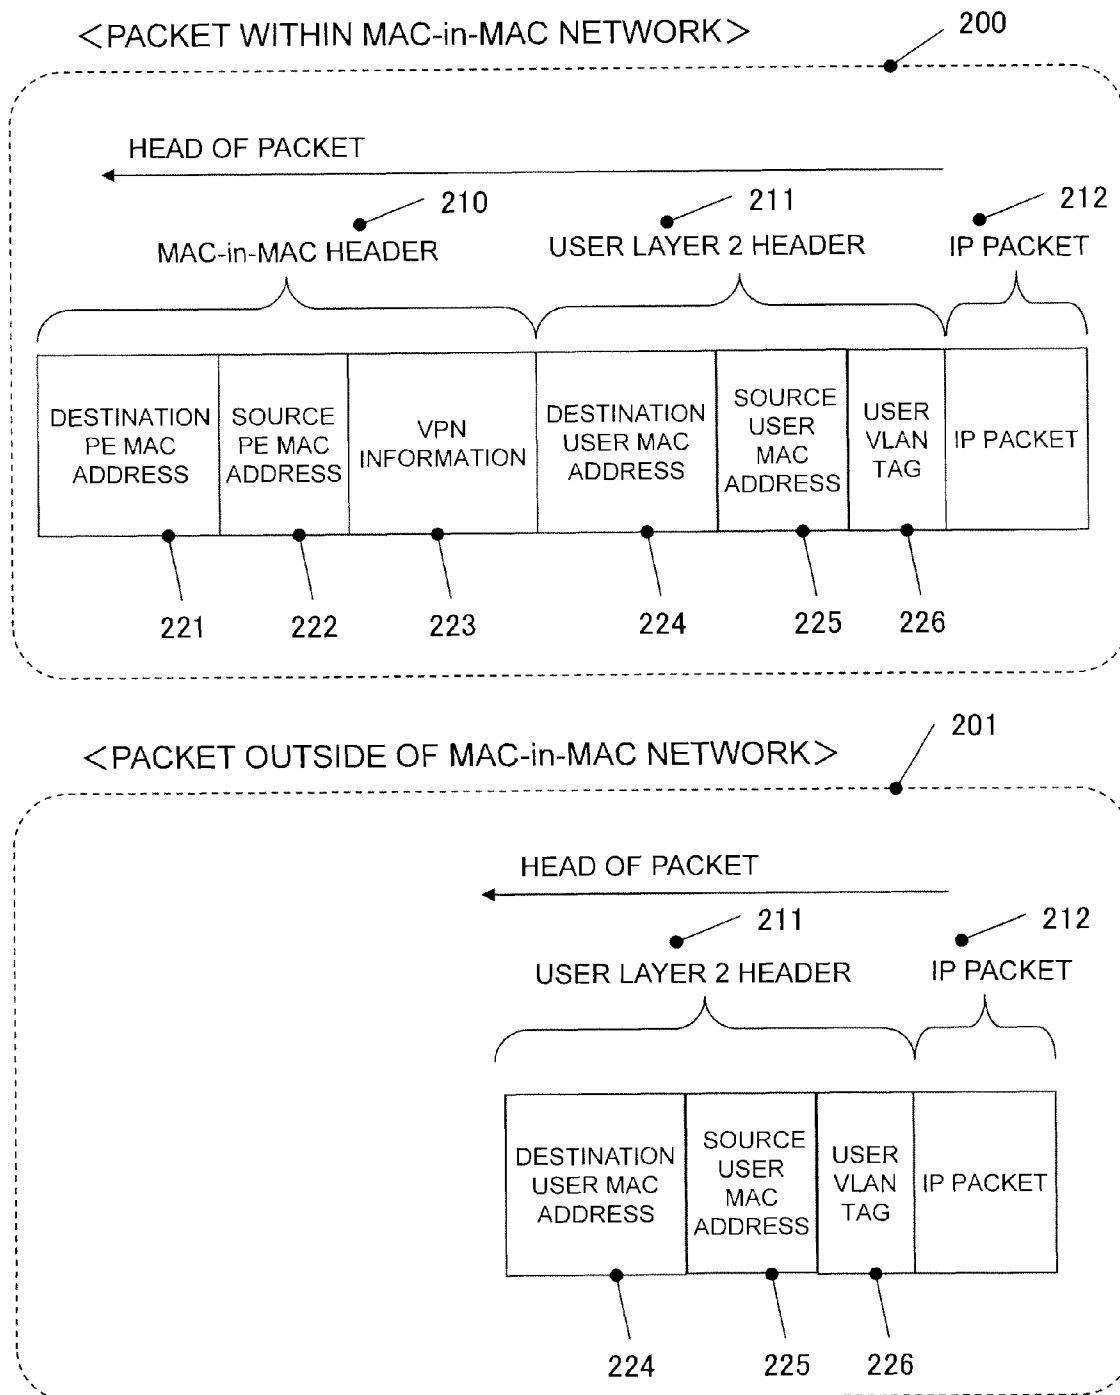 <PACKET WITHIN MAC-in-MAC NETWORK>
200
HEAD OF PACKET
210
211
212
MAC-in-MAC HEADER
USER LAYER 2 HEADER
IP PACKET
DESTINATION
PE MAC
ADDRESS
SOURCE
PE MAC
ADDRESS
VPN
INFORMATION
DESTINATION
USER MAC
ADDRESS
SOURCE
USER
MAC
ADDRESS
USER
VLAN
TAG
IP PACKET
221
222
223
224
225
226
<PACKET OUTSIDE OF MAC-in-MAC NETWORK>
201
HEAD OF PACKET
211
212
USER LAYER 2 HEADER
IP PACKET
DESTINATION
USER MAC
ADDRESS
SOURCE
USER
MAC
ADDRESS
USER
VLAN
TAG
IP PACKET
224
225
226